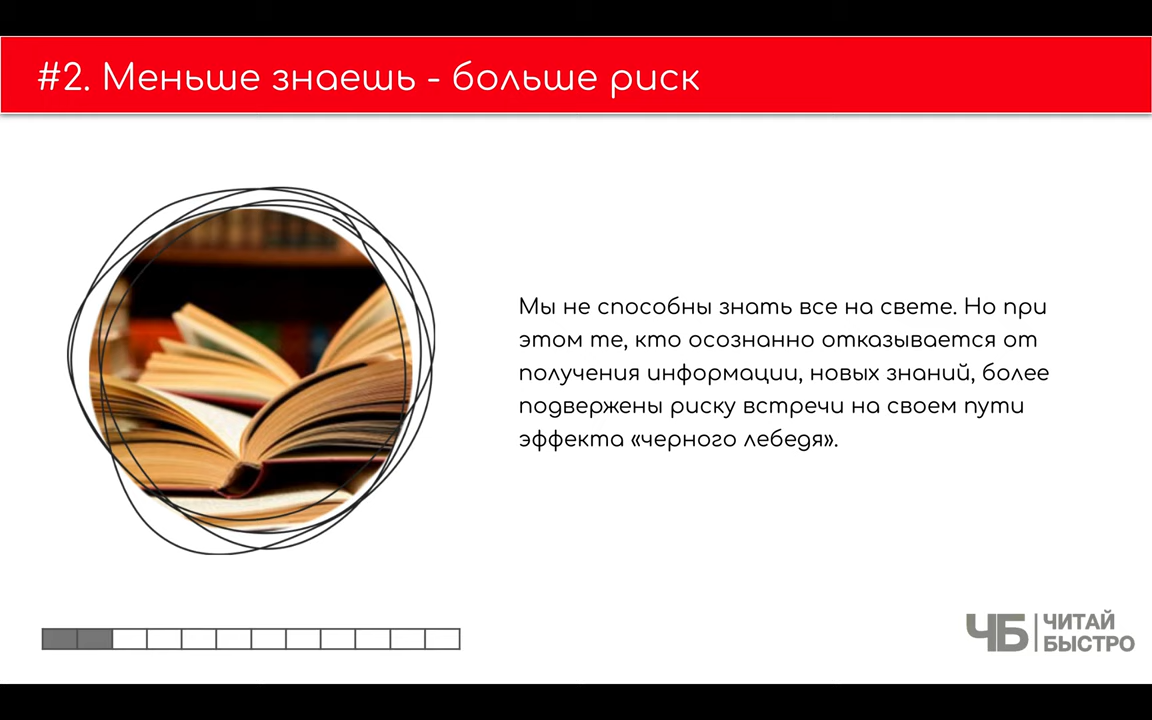 #2. Меньше знаешь - больше риск
Мы не способны знать все на свете. Но при
этом те, кто осознанно отказывается от
получения информации, новых знаний, более
подвержены риску встречи на своем пути
эффекта «черного лебедя».
ЧБ ЧИТАЙ
БЫСТРО